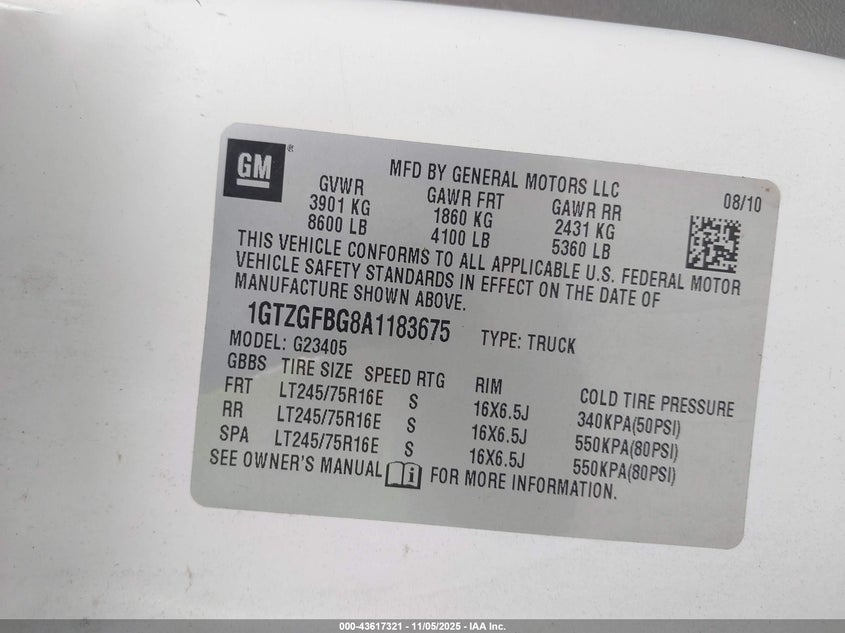 GM®
MFD BY GENERAL MOTORS LLC
08/10
GVWR GAWR FRT GAWR RR
3901 KG 1860 KG 2431 KG
8600 LB 4100 LB 5360 LB
THIS VEHICLE CONFORMS TO ALL APPLICABLE U.S. FEDERAL MOTOR
VEHICLE SAFETY STANDARDS IN EFFECT ON THE DATE OF
MANUFACTURE SHOWN ABOVE.
1GTZGFBG8A1183675 TYPE: TRUCK
MODEL: G23405
GBBS TIRE SIZE SPEED RTG RIM COLD TIRE PRESSURE
FRT LT245/75R16E S 16X6.5J 340KPA(50PSI)
RR LT245/75R16E S 16X6.5J 550KPA(80PSI)
SPA LT245/75R16E S 16X6.5J 550KPA(80PSI)
SEE OWNER'S MANUAL i FOR MORE INFORMATION.
000-43617321 - 11/05/2025 - IAA Inc.